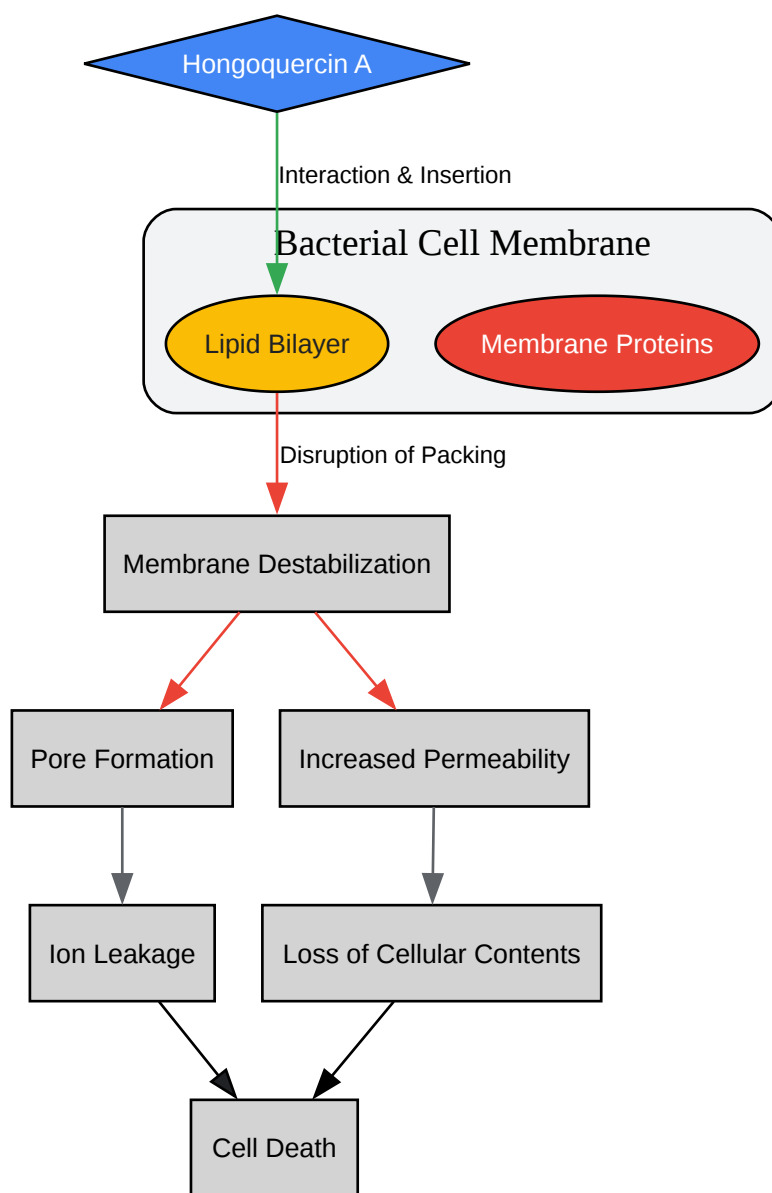 Hongoquercin A
Interaction & Insertion
Bacterial Cell Membrane
Lipid Bilayer
Membrane Proteins
Disruption of Packing
Membrane Destabilization
Pore Formation
Increased Permeability
Ion Leakage
Loss of Cellular Contents
Cell Death